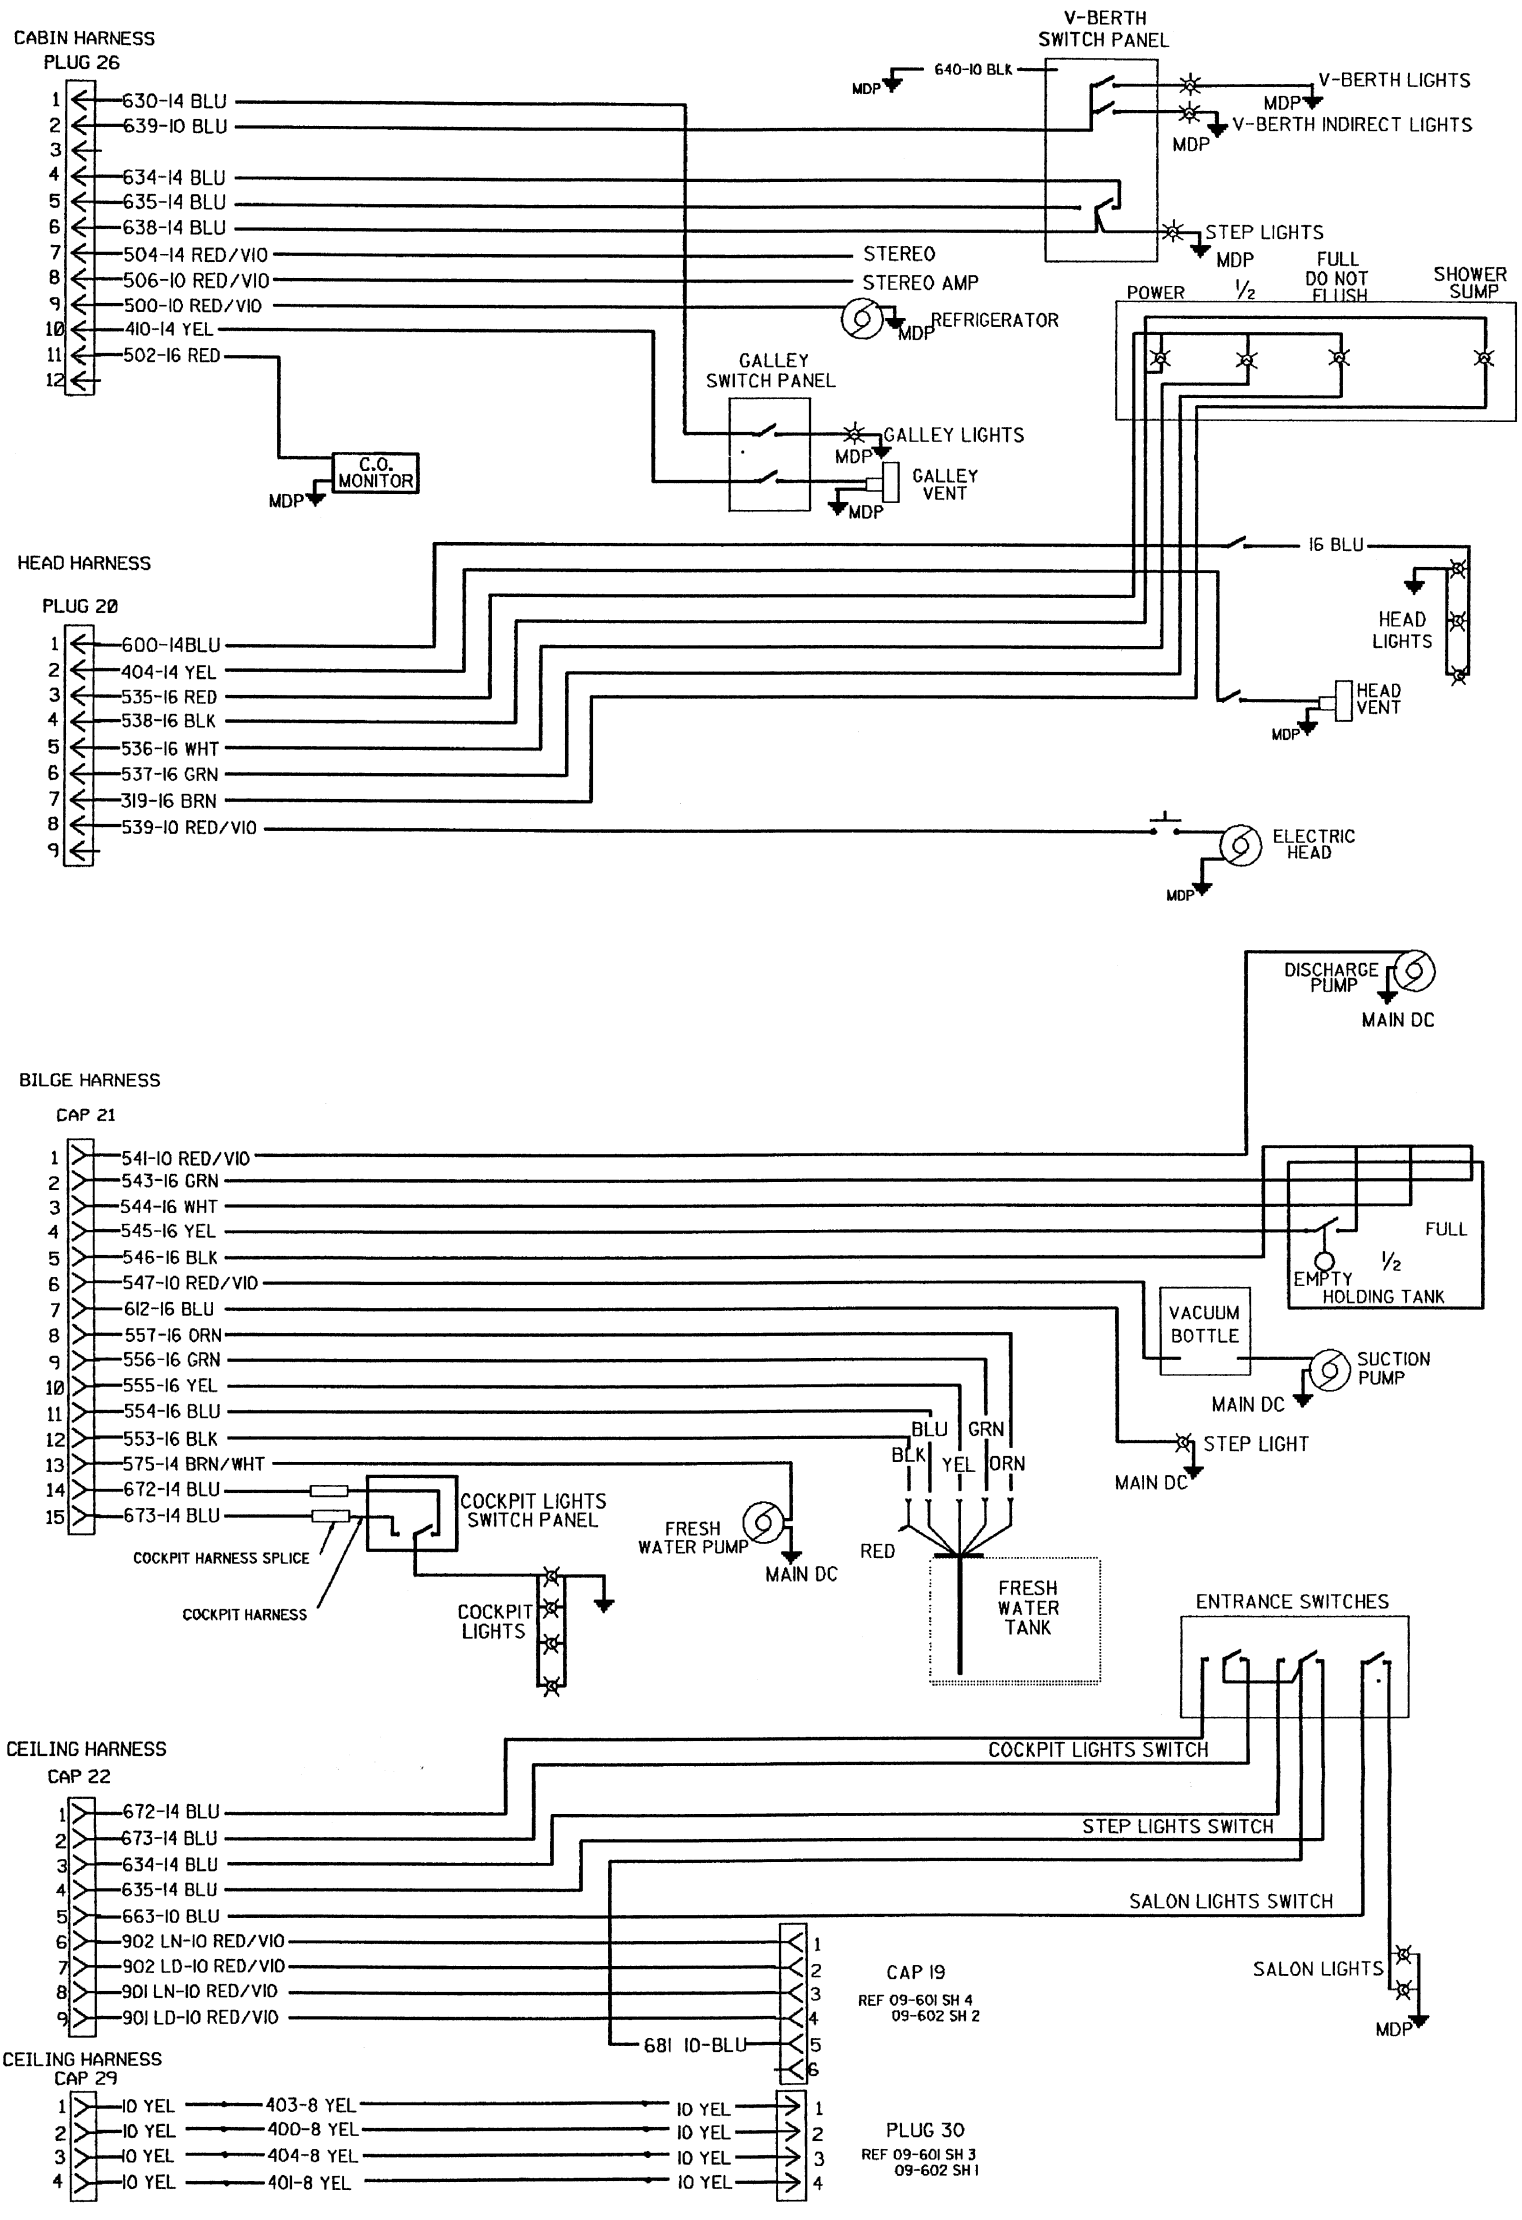 V-BERTH
SWITCH PANEL
CABIN HARNESS
PLUG 26
640-10 BLK
MDP
V-BERTH LIGHTS
MDP
V-BERTH INDIRECT LIGHTS
MDP
1 630-14 BLU
2 639-10 BLU
3
4 634-14 BLU
5 635-14 BLU
6 638-14 BLU
7 504-14 RED/VIO
8 506-10 RED/VIO
9 500-10 RED/VIO
10 410-14 YEL
11 502-16 RED
12
STEP LIGHTS
MDP
STEREO
STEREO AMP
REFRIGERATOR
MDP
POWER
1/2
FULL
DO NOT
FLUSH
SHOWER
SUMP
GALLEY
SWITCH PANEL
GALLEY LIGHTS
MDP
GALLEY
VENT
MDP
C.O.
MONITOR
MDP
HEAD HARNESS
PLUG 20
1 600-14BLU
2 404-14 YEL
3 535-16 RED
4 538-16 BLK
5 536-16 WHT
6 537-16 GRN
7 319-16 BRN
8 539-10 RED/VIO
9
16 BLU
HEAD
LIGHTS
HEAD
VENT
MDP
ELECTRIC
HEAD
MDP
DISCHARGE
PUMP
MAIN DC
BILGE HARNESS
CAP 21
1 541-10 RED/VIO
2 543-16 GRN
3 544-16 WHT
4 545-16 YEL
5 546-16 BLK
6 547-10 RED/VIO
7 612-16 BLU
8 557-16 ORN
9 556-16 GRN
10 555-16 YEL
11 554-16 BLU
12 553-16 BLK
13 575-14 BRN/WHT
14 672-14 BLU
15 673-14 BLU
FULL
1/2
EMPTY
HOLDING TANK
VACUUM
BOTTLE
SUCTION
PUMP
MAIN DC
STEP LIGHT
MAIN DC
BLU GRN
BLK YEL ORN
RED
COCKPIT LIGHTS
SWITCH PANEL
FRESH
WATER PUMP
MAIN DC
COCKPIT HARNESS SPLICE
COCKPIT HARNESS
COCKPIT
LIGHTS
FRESH
WATER
TANK
ENTRANCE SWITCHES
CEILING HARNESS
CAP 22
COCKPIT LIGHTS SWITCH
1 672-14 BLU
2 673-14 BLU
3 634-14 BLU
4 635-14 BLU
5 663-10 BLU
6 902 LN-10 RED/VIO
7 902 LD-10 RED/VIO
8 901 LN-10 RED/VIO
9 901 LD-10 RED/VIO
STEP LIGHTS SWITCH
SALON LIGHTS SWITCH
SALON LIGHTS
MDP
1
2
3
4
681 10-BLU 5
6
CAP 19
REF 09-601 SH 4
09-602 SH 2
CEILING HARNESS
CAP 29
1 10 YEL 403-8 YEL 10 YEL 1
2 10 YEL 400-8 YEL 10 YEL 2
3 10 YEL 404-8 YEL 10 YEL 3
4 10 YEL 401-8 YEL 10 YEL 4
PLUG 30
REF 09-601 SH 3
09-602 SH 1